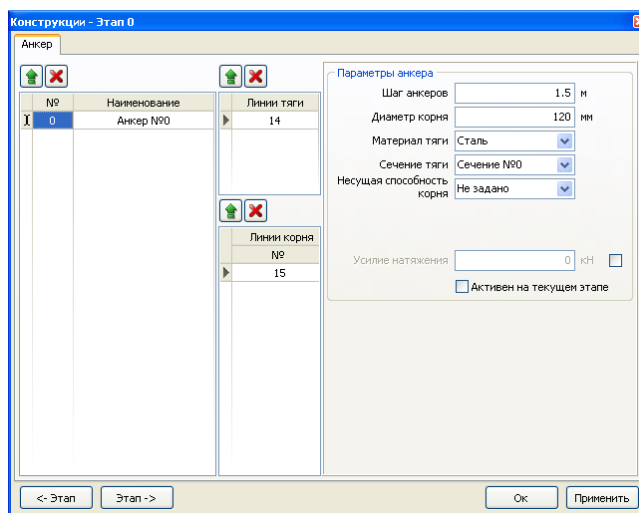 Конструкции - Этап 0
Анкер
№ Наименование
0 Анкер №0
Линии тяги
14
Линии корня
№
15
Параметры анкера
Шаг анкеров 1.5 м
Диаметр корня 120 мм
Материал тяги Сталь
Сечение тяги Сечение №0
Несущая способность
корня Не задано
Усилие натяжения 0 кН
Активен на текущем этапе
<- Этап Этап -> Ок Применить